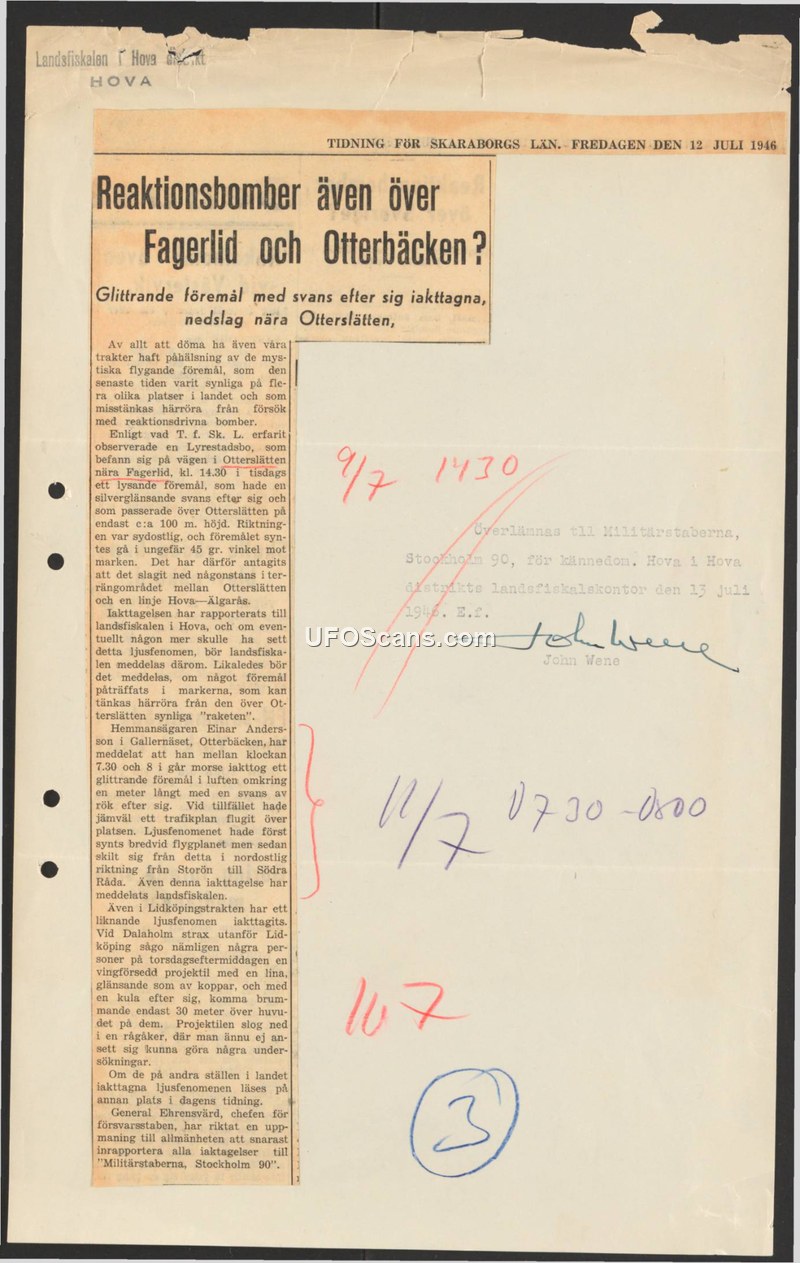 Landsfiskalen i Hova distrikt
HOVA
TIDNING FÖR SKARABORGS LÄN. FREDAGEN DEN 12 JULI 1946
Reaktionsbomber även över
Fagerlid och Otterbäcken?
Glittrande föremål med svans efter sig iakttagna,
nedslag nära Otterslätten,
Av allt att döma ha även våra
trakter haft påhälsning av de mys-
tiska flygande föremål, som den
senaste tiden varit synliga på fle-
ra olika platser i landet och som
misstänkas härröra från försök
med reaktionsdrivna bomber.
Enligt vad T. f. Sk. L. erfarit
observerade en Lyrestadsbo, som
befann sig på vägen i Otterslätten
nära Fagerlid, kl. 14.30 i tisdags
ett lysande föremål, som hade en
silverglänsande svans efter sig och
som passerade över Otterslätten på
endast c:a 100 m. höjd. Riktning-
en var sydostlig, och föremålet syn-
tes gå i ungefär 45 gr. vinkel mot
marken. Det har därför antagits
att det slagit ned någonstans i ter-
rängområdet mellan Otterslätten
och en linje Hova—Älgarås.
Iakttagelsen har rapporterats till
landsfiskalen i Hova, och om even-
tuellt någon mer skulle ha sett
detta ljusfenomen, bör landsfiska-
len meddelas därom. Likaledes bör
det meddelas, om något föremål
påträffats i markerna, som kan
tänkas härröra från den över Ot-
terslätten synliga "raketen".
Hemmansägaren Einar Anders-
son i Gallernäset, Otterbäcken, har
meddelat att han mellan klockan
7.30 och 8 i går morse iakttog ett
glittrande föremål i luften omkring
en meter långt med en svans av
rök efter sig. Vid tillfället hade
jämväl ett trafikplan flugit över
platsen. Ljusfenomenet hade först
synts bredvid flygplanet men sedan
skilt sig från detta i nordostlig
riktning från Storön till Södra
Råda. Även denna iakttagelse har
meddelats landsfiskalen.
Även i Lidköpingstrakten har ett
liknande ljusfenomen iakttagits.
Vid Dalaholm strax utanför Lid-
köping sågo nämligen några per-
soner på torsdagseftermiddagen en
vingförsedd projektil med en lina,
glänsande som av koppar, och med
en kula efter sig, komma brum-
mande endast 30 meter över huvu-
det på dem. Projektilen slog ned
i en rågåker, där man ännu ej an-
sett sig kunna göra några under-
sökningar.
Om de på andra ställen i landet
iakttagna ljusfenomenen läses på
annan plats i dagens tidning.
General Ehrensvärd, chefen för
försvarsstaben, har riktat en upp-
maning till allmänheten att snarast
inrapportera alla iaktagelser till
"Militärstaberna, Stockholm 90".
9/7 1430
Överlämnas till Militärstaberna,
Stockholm 90, för kännedom. Hova i Hova
distrikts landsfiskalskontor den 13 juli
1946. E.f.
John Wene
John Wene
UFOScans.com
11/7 0730-0800
3